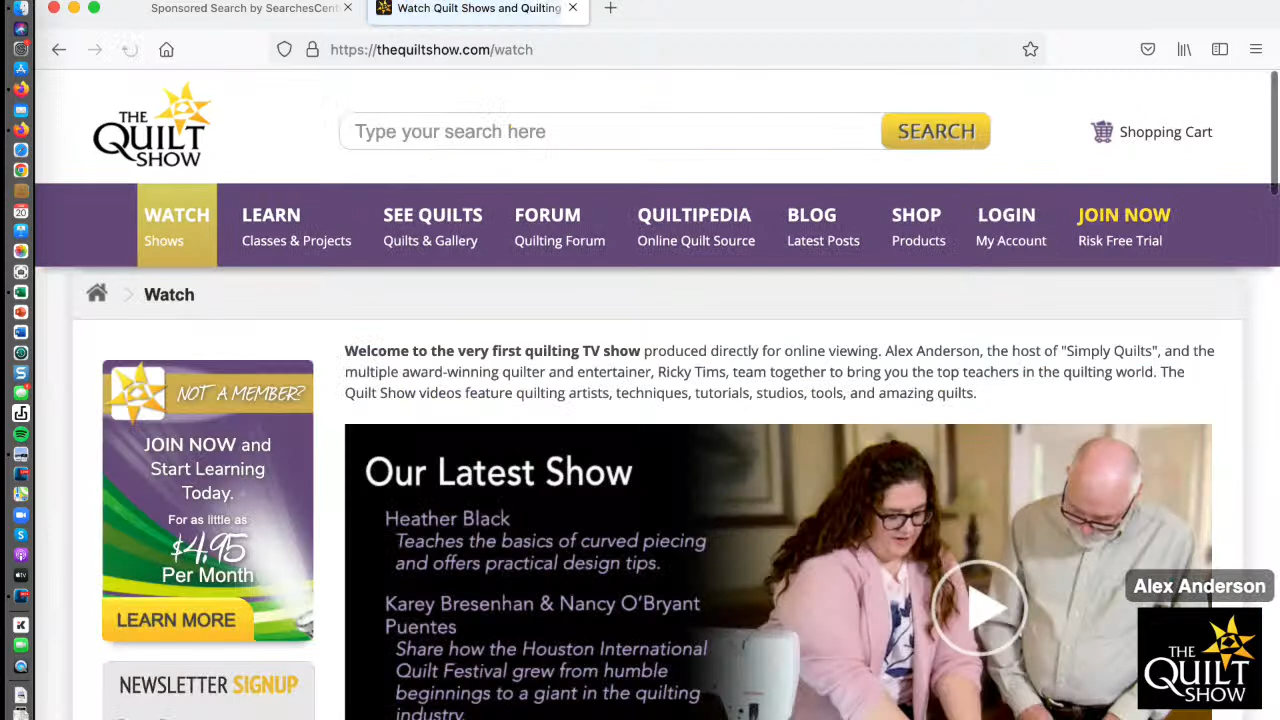 Sponsored Search by SearchesCent
Watch Quilt Shows and Quilting
https://thequiltshow.com/watch
THE QUILT SHOW
Type your search here
SEARCH
Shopping Cart
WATCH
Shows
LEARN
Classes & Projects
SEE QUILTS
Quilts & Gallery
FORUM
Quilting Forum
QUILTIPEDIA
Online Quilt Source
BLOG
Latest Posts
SHOP
Products
LOGIN
My Account
JOIN NOW
Risk Free Trial
Watch
NOT A MEMBER?
JOIN NOW and
Start Learning
Today.
For as little as
$4.95
Per Month
LEARN MORE
NEWSLETTER SIGNUP
Welcome to the very first quilting TV show produced directly for online viewing. Alex Anderson, the host of "Simply Quilts", and the
multiple award-winning quilter and entertainer, Ricky Tims, team together to bring you the top teachers in the quilting world. The
Quilt Show videos feature quilting artists, techniques, tutorials, studios, tools, and amazing quilts.
Our Latest Show
Heather Black
Teaches the basics of curved piecing
and offers practical design tips.
Karey Bresenhan & Nancy O'Bryant
Puentes
Share how the Houston International
Quilt Festival grew from humble
beginnings to a giant in the quilting
industry.
Alex Anderson
THE
QUILT
SHOW